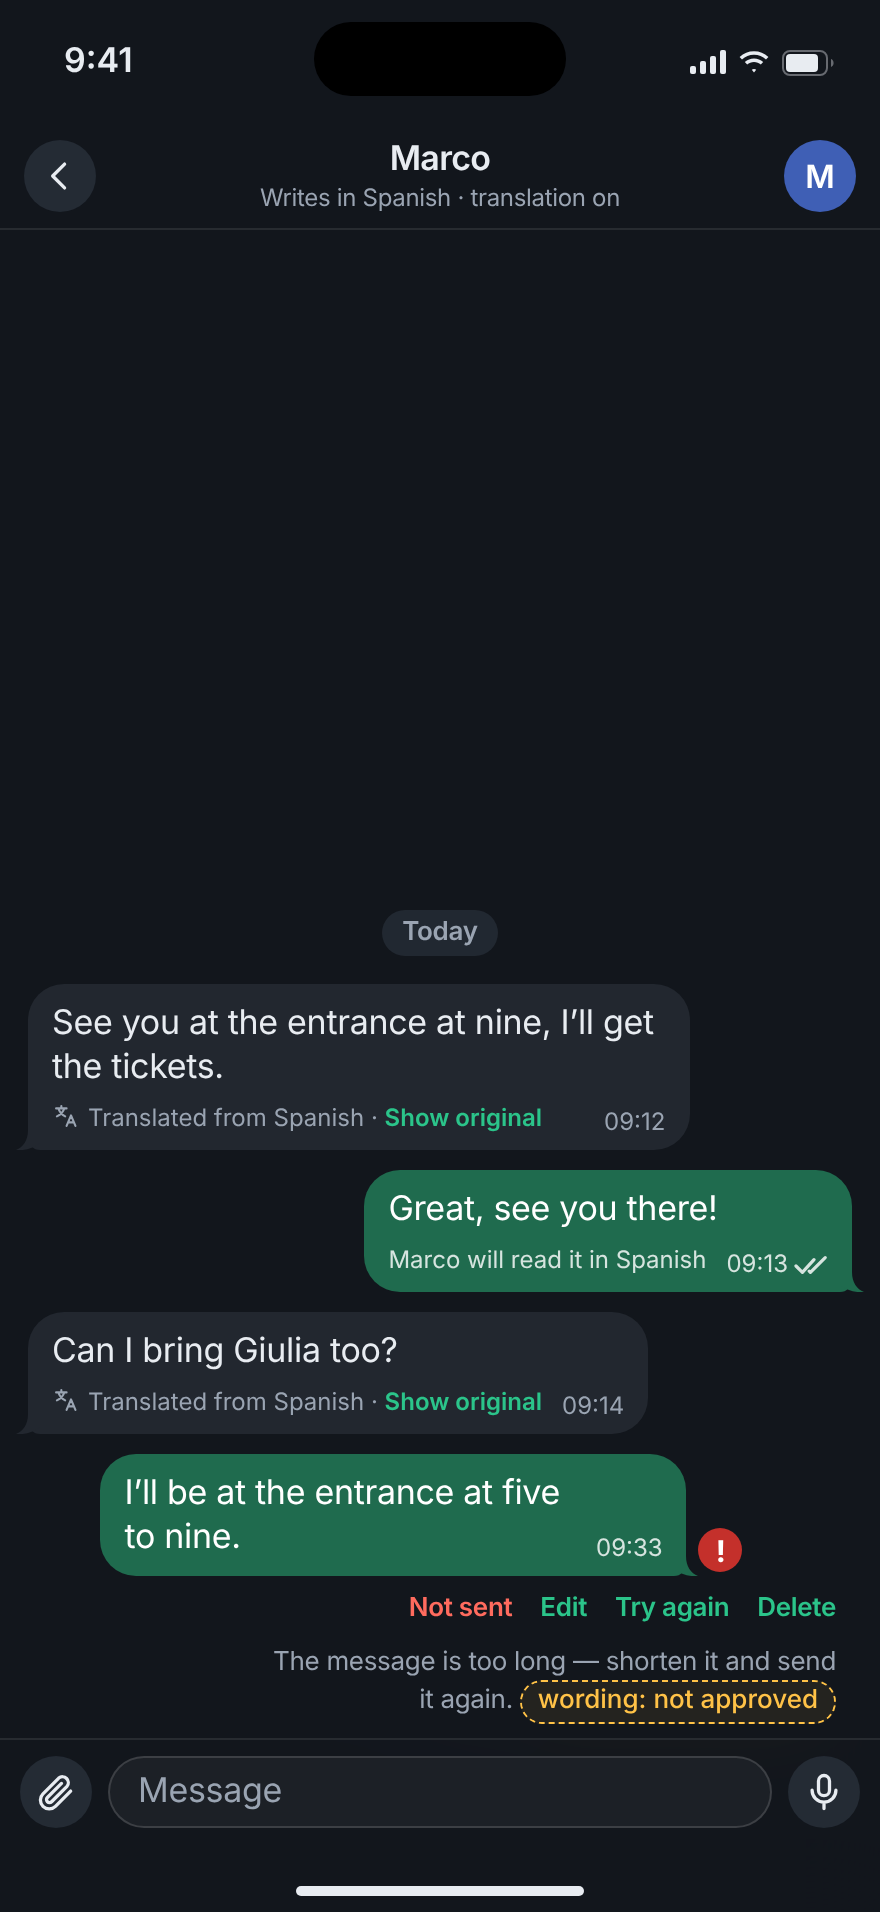 9:41
Marco
Writes in Spanish · translation on
M
Today
See you at the entrance at nine, I’ll get
the tickets.
Translated from Spanish · Show original 09:12
Great, see you there!
Marco will read it in Spanish 09:13
Can I bring Giulia too?
Translated from Spanish · Show original 09:14
I’ll be at the entrance at five
to nine. 09:33
!
Not sent Edit Try again Delete
The message is too long — shorten it and send
it again. wording: not approved
Message